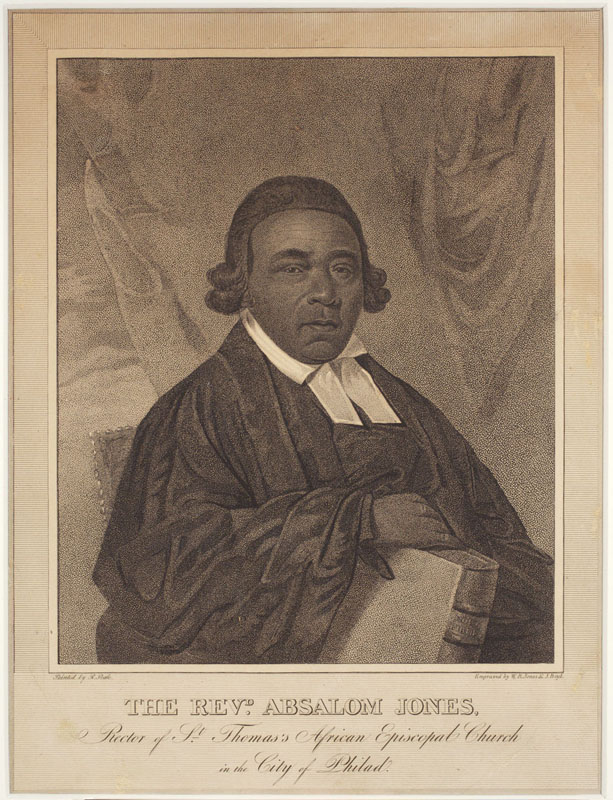 Painted by R. Peale.
Engraved by W. R. Jones & J. Boyd.
THE REVᴰ. ABSALOM JONES,
Rector of Sᵗ. Thomas's African Episcopal Church
in the City of Philadᵃ.